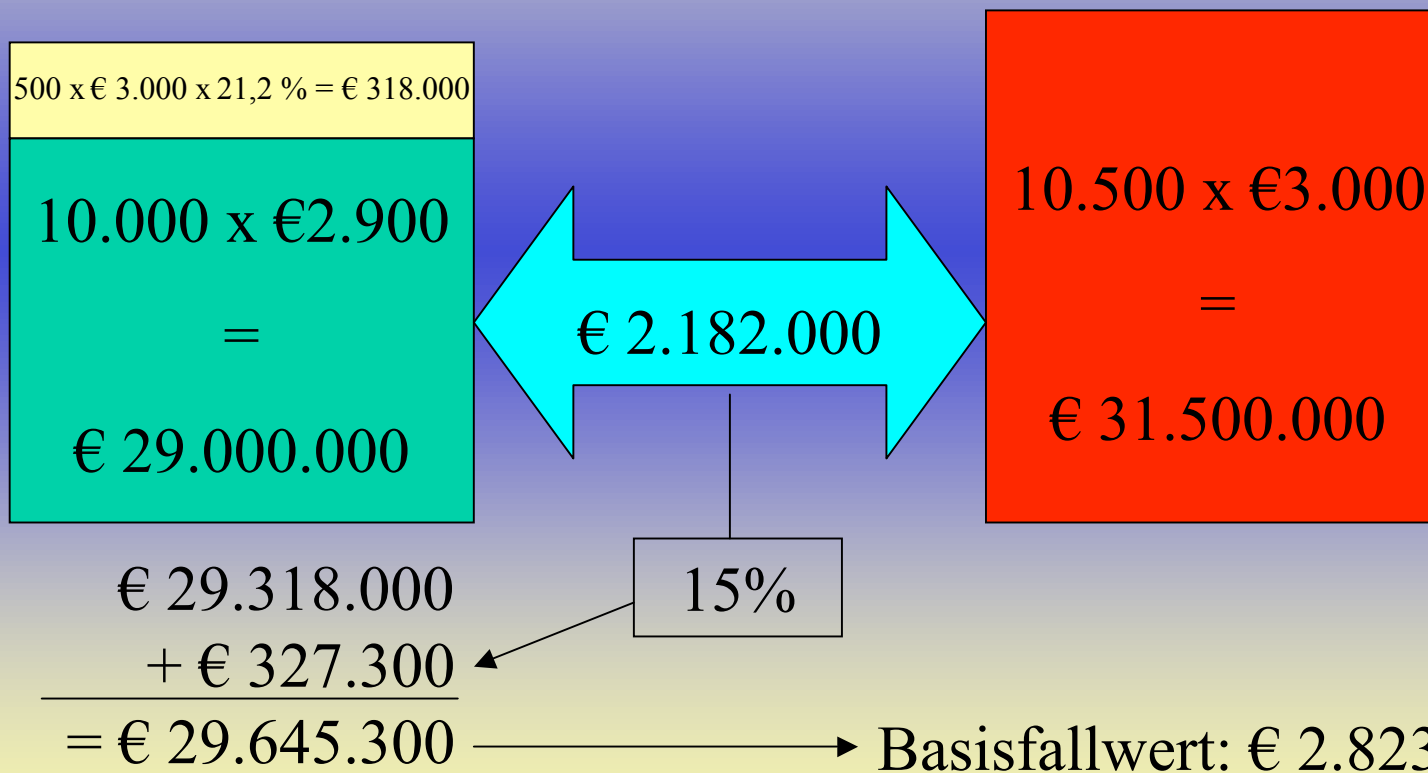 500 x € 3.000 x 21,2 % = € 318.000
10.000 x €2.900
=
€ 29.000.000
€ 2.182.000
10.500 x €3.000
=
€ 31.500.000
15%
€ 29.318.000
+ € 327.300
= € 29.645.300
Basisfallwert: € 2.823